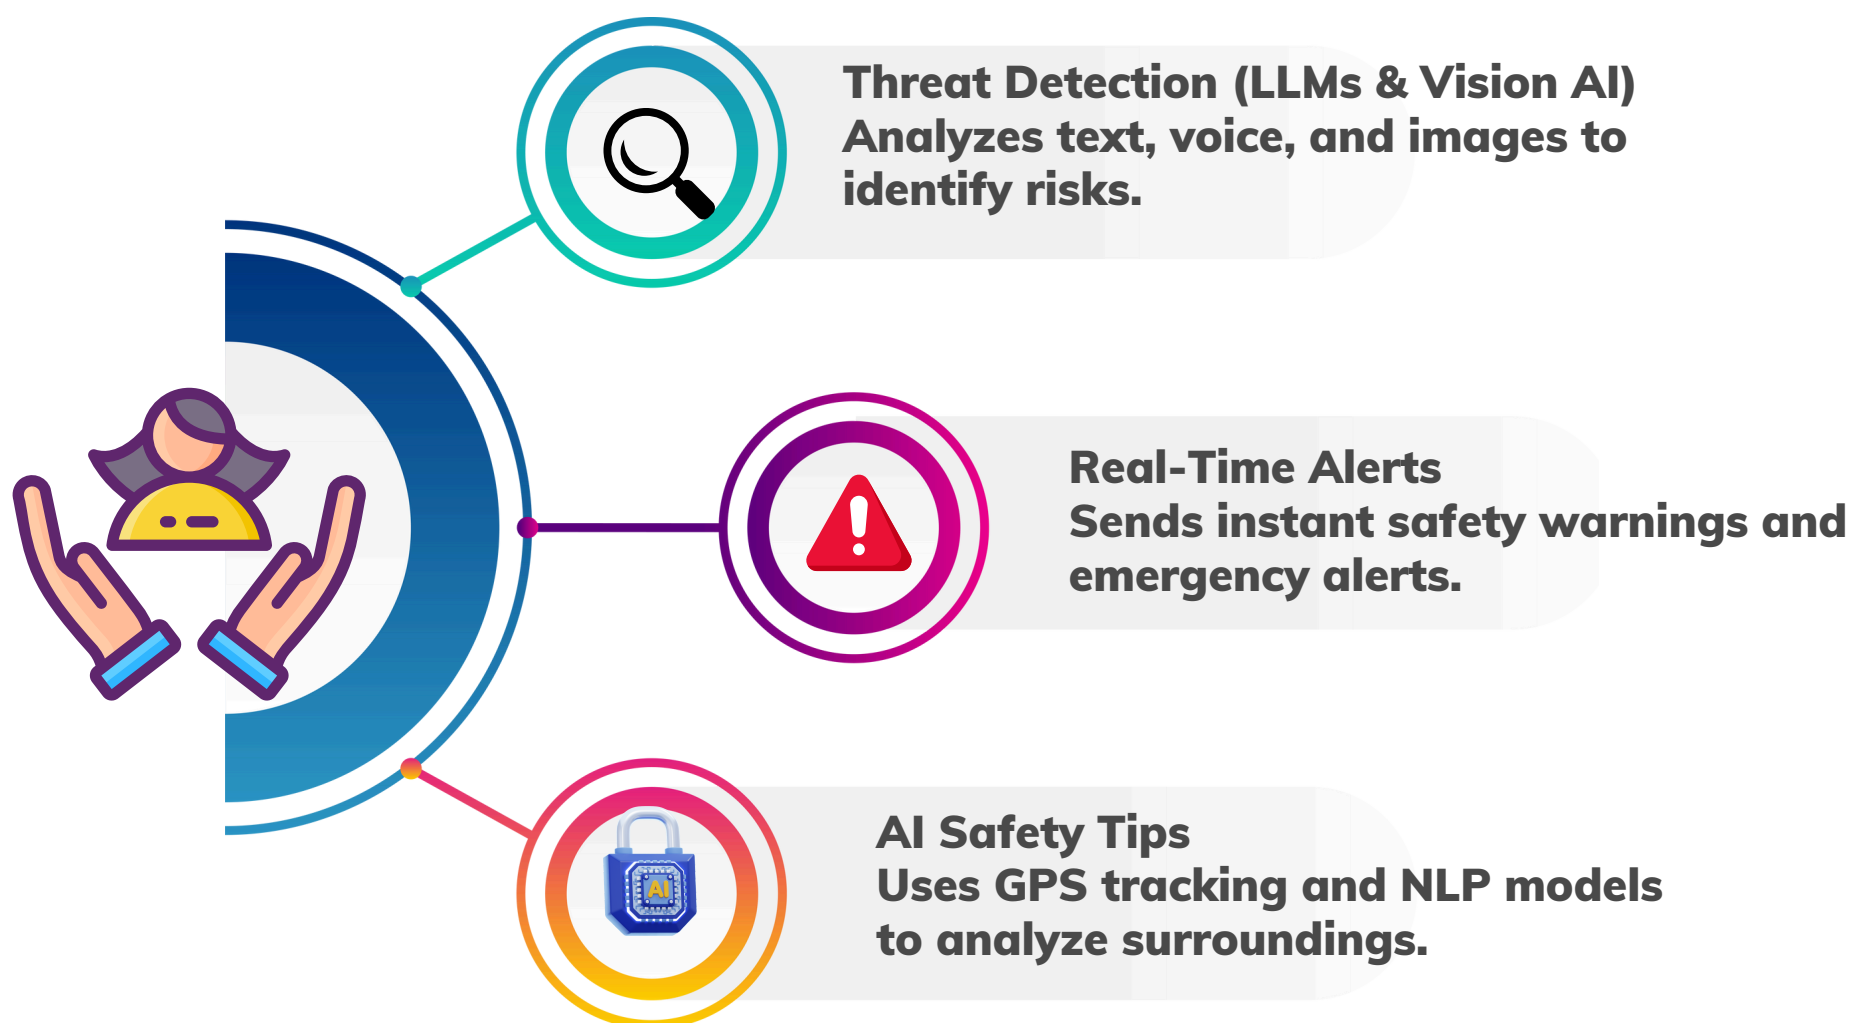 Threat Detection (LLMs & Vision AI)
Analyzes text, voice, and images to
identify risks.
Real-Time Alerts
Sends instant safety warnings and
emergency alerts.
AI
AI Safety Tips
Uses GPS tracking and NLP models
to analyze surroundings.